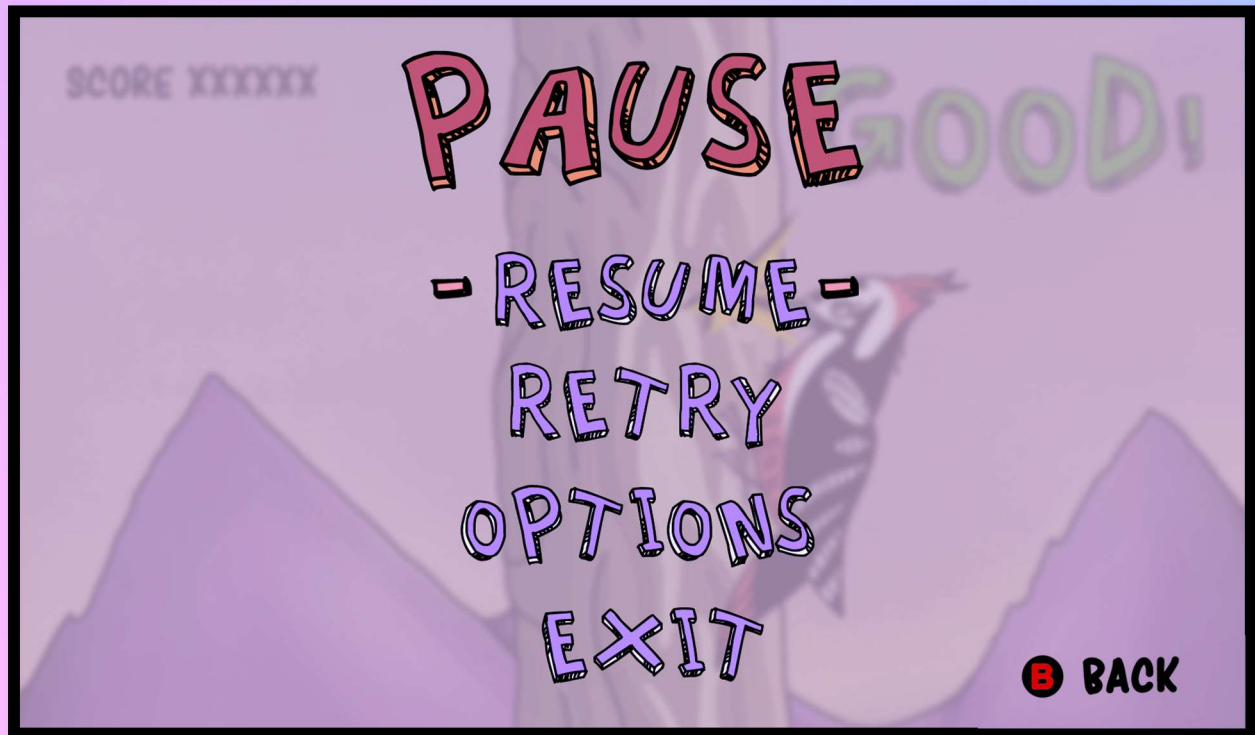 SCORE XXXXXX
PAUSE
GOOD!
- RESUME -
RETRY
OPTIONS
EXIT
B BACK